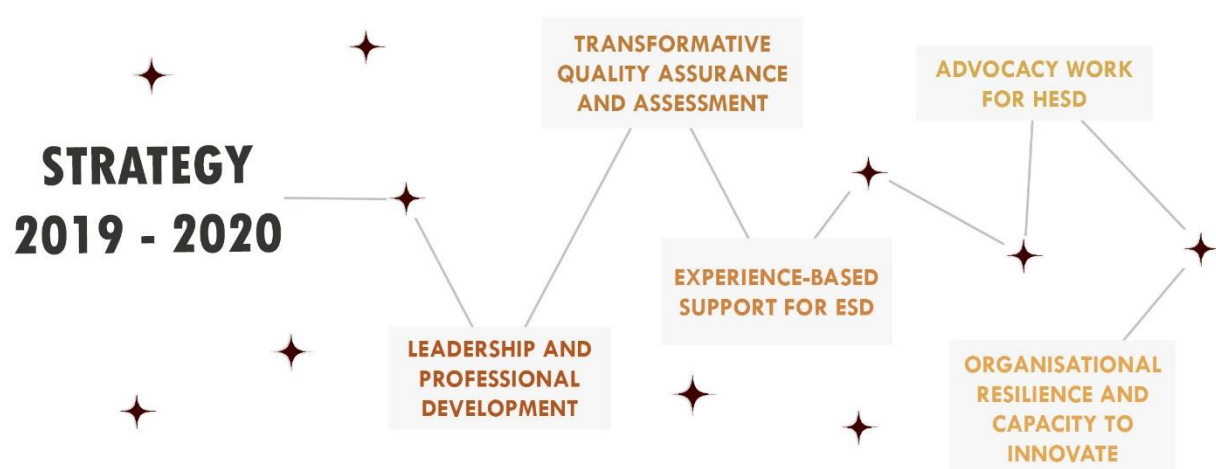 STRATEGY
2019 - 2020
LEADERSHIP AND
PROFESSIONAL
DEVELOPMENT
TRANSFORMATIVE
QUALITY ASSURANCE
AND ASSESSMENT
EXPERIENCE-BASED
SUPPORT FOR ESD
ADVOCACY WORK
FOR HESD
ORGANISATIONAL
RESILIENCE AND
CAPACITY TO
INNOVATE